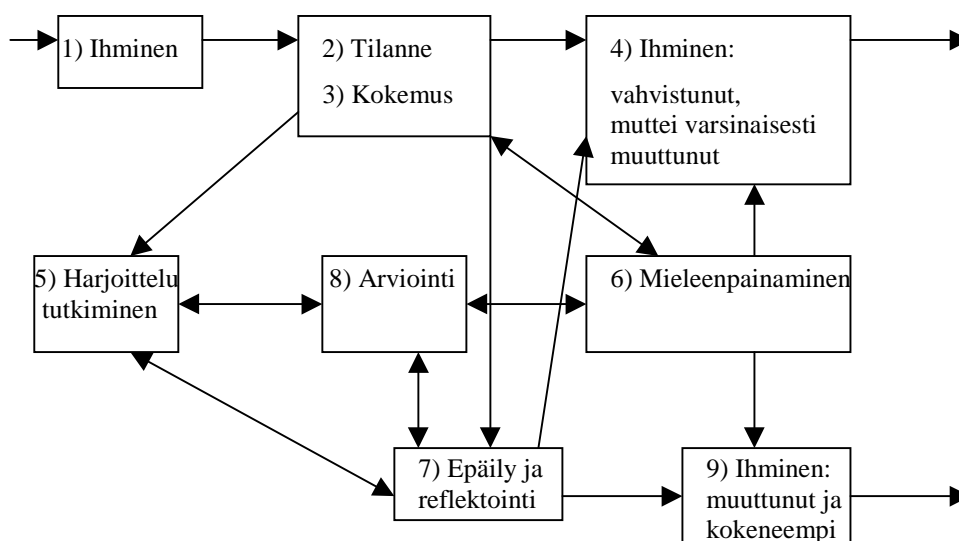 1) Ihminen
2) Tilanne
3) Kokemus
4) Ihminen:
vahvistunut,
muttei varsinaisesti
muuttunut
5) Harjoittelu
tutkiminen
8) Arviointi
6) Mieleenpainaminen
7) Epäily ja
reflektointi
9) Ihminen:
muuttunut ja
kokeneempi